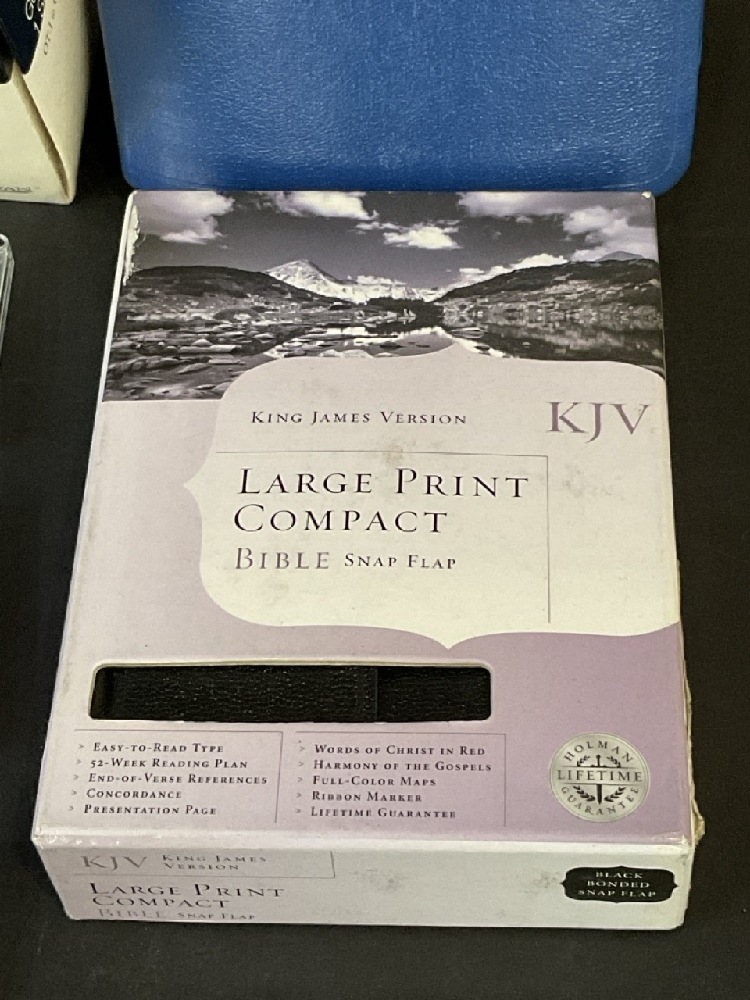 KING JAMES VERSION
KJV
LARGE PRINT
COMPACT
BIBLE SNAP FLAP
> EASY-TO-READ TYPE
> 52-WEEK READING PLAN
> END-OF-VERSE REFERENCES
> CONCORDANCE
> PRESENTATION PAGE
> WORDS OF CHRIST IN RED
> HARMONY OF THE GOSPELS
> FULL-COLOR MAPS
> RIBBON MARKER
> LIFETIME GUARANTEE
HOLMAN
LIFETIME
GUARANTEE
KJV KING JAMES
VERSION
LARGE PRINT
COMPACT
BIBLE SNAP FLAP
BLACK
BONDED
SNAP FLAP